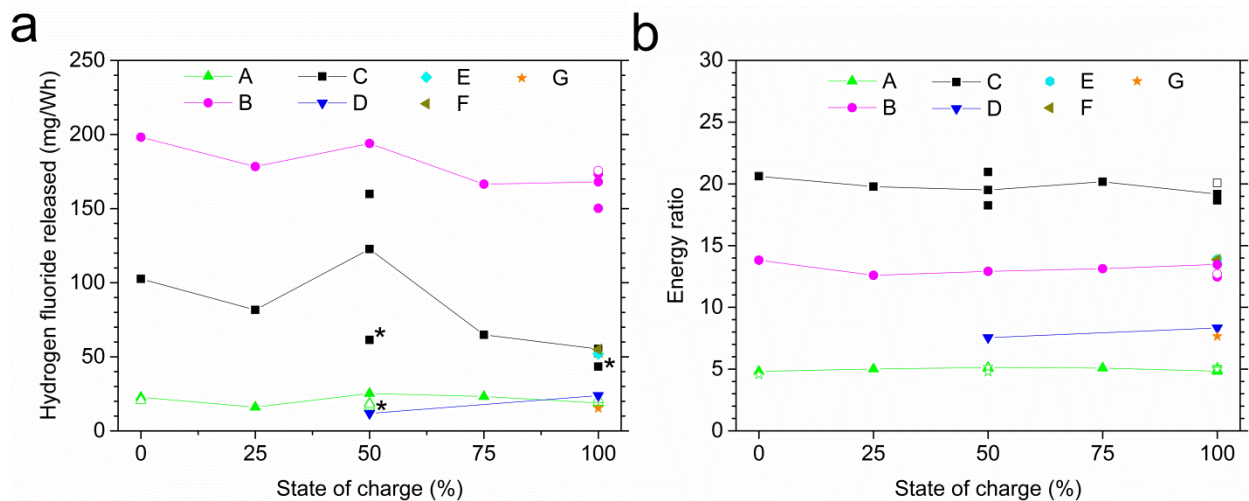 a
Hydrogen fluoride released (mg/Wh)
250
200
150
100
50
0
A C E G
B D F
*
*
*
0 25 50 75 100
State of charge (%)
b
Energy ratio
30
25
20
15
10
5
0
A C E G
B D F
0 25 50 75 100
State of charge (%)